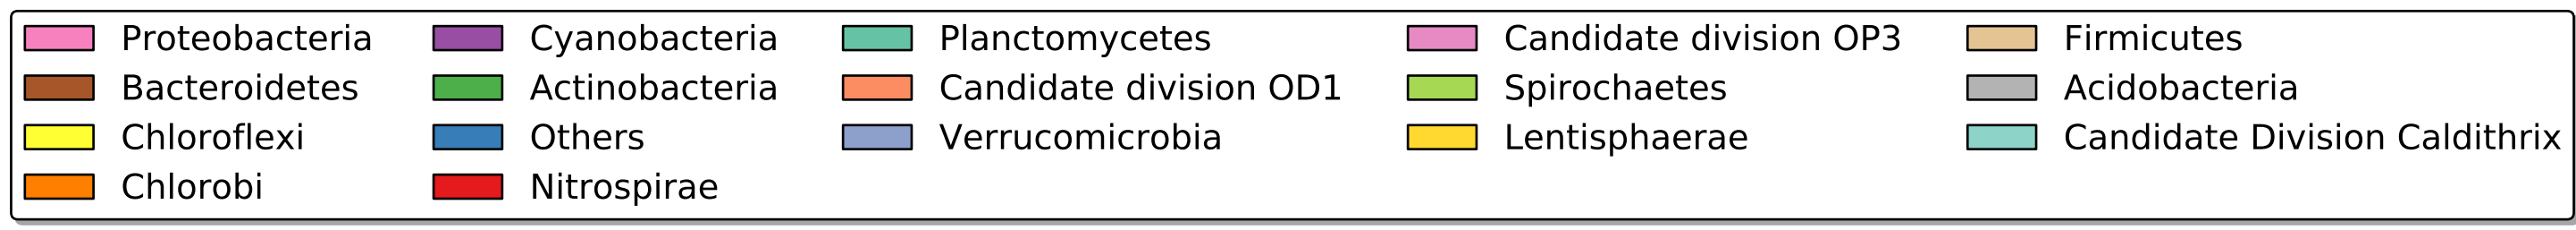 Proteobacteria Cyanobacteria Planctomycetes Candidate division OP3 Firmicutes
Bacteroidetes Actinobacteria Candidate division OD1 Spirochaetes Acidobacteria
Chloroflexi Others Verrucomicrobia Lentisphaerae Candidate Division Caldithrix
Chlorobi Nitrospirae